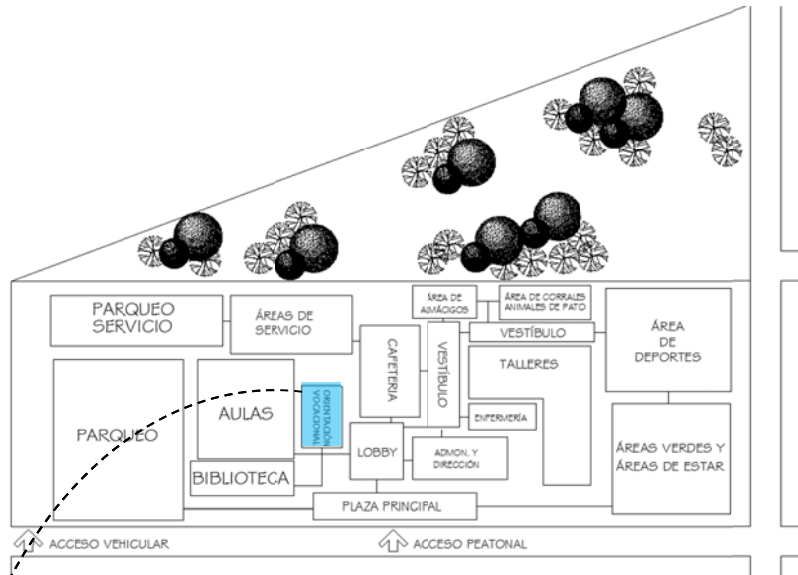 PARQUEO
SERVICIO
ÁREAS DE
SERVICIO
ÁREA DE
ALMÁCIGOS
ÁREA DE CORRALES
ANIMALES DE PATO
VESTÍBULO
ÁREA
DE
DEPORTES
CAFETERIA
VESTÍBULO
TALLERES
PARQUEO
AULAS
ORIENTACIÓN
VOCACIONAL
ENFERMERÍA
BIBLIOTECA
LOBBY
ADMON. Y
DIRECCIÓN
ÁREAS VERDES Y
ÁREAS DE ESTAR
PLAZA PRINCIPAL
ACCESO VEHICULAR
ACCESO PEATONAL